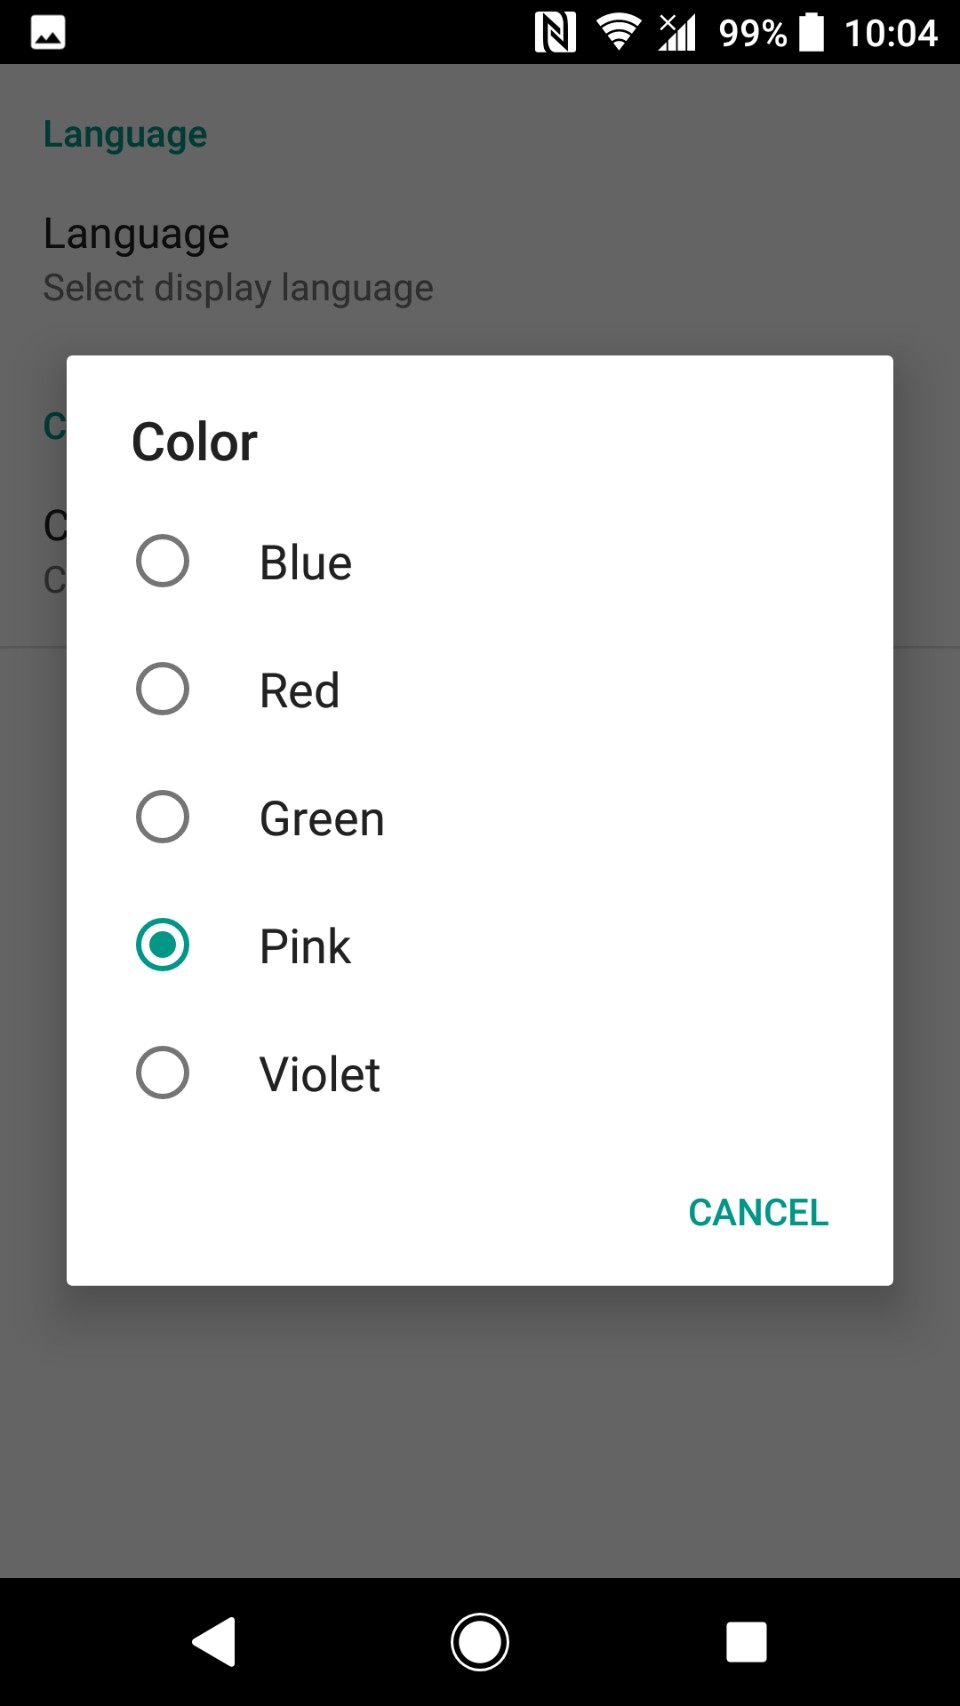 99% 10:04
Language
Language
Select display language
C
C
C
Color
Blue
Red
Green
Pink
Violet
CANCEL